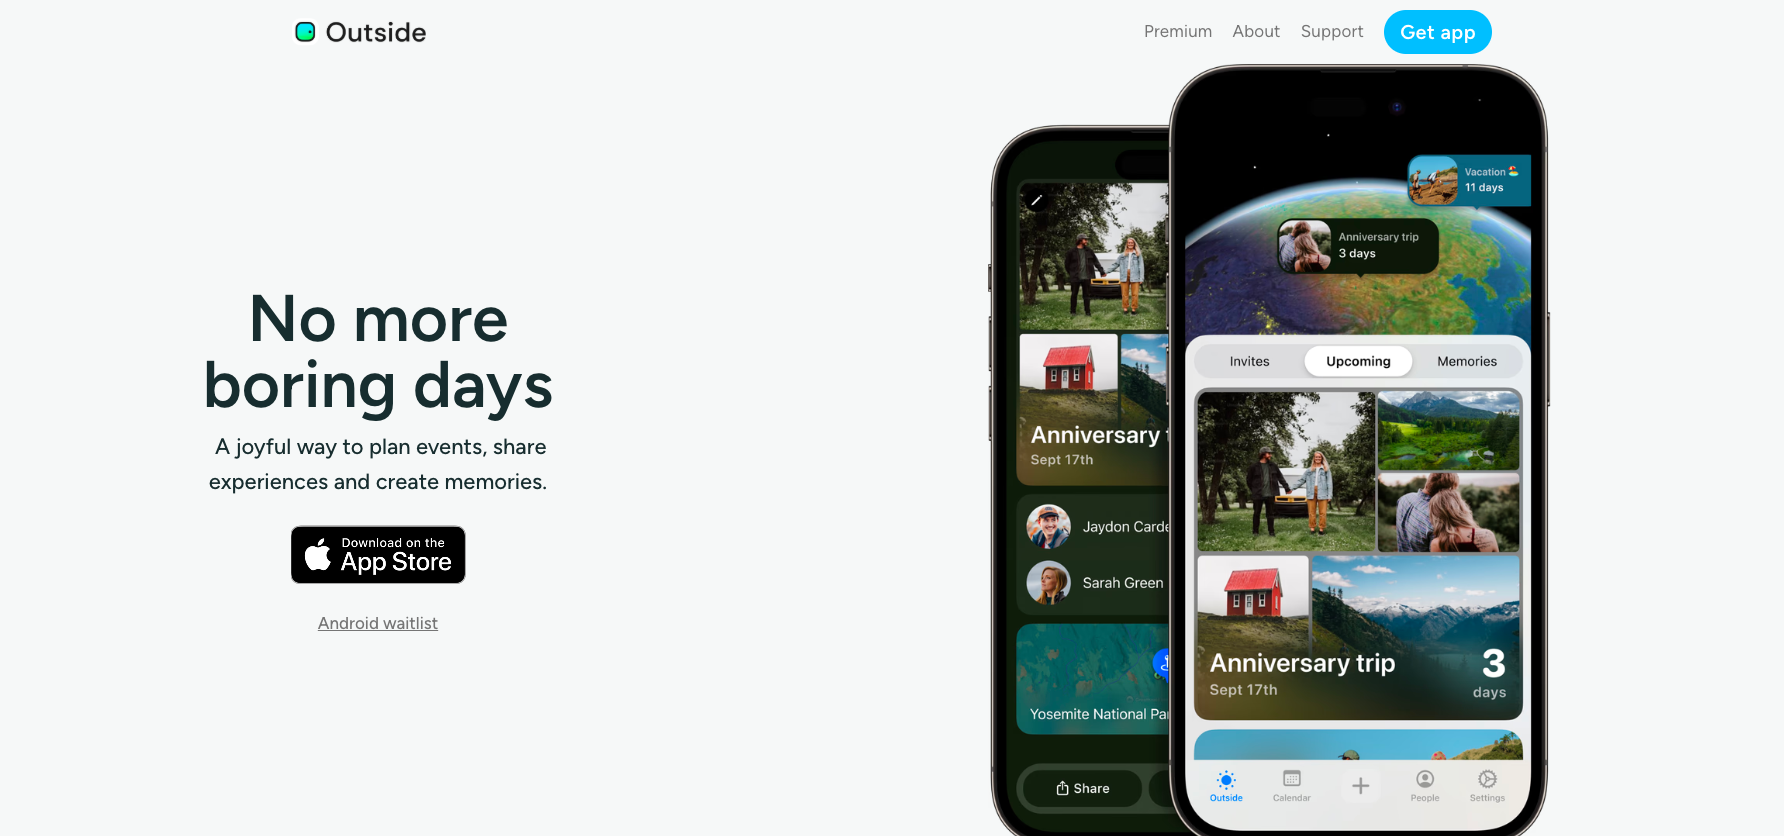 Outside
Premium
About
Support
Get app
No more
boring days
A joyful way to plan events, share
experiences and create memories.
Download on the
App Store
Android waitlist
Anniversary t
Sept 17th
Jaydon Carde
Sarah Green
Yosemite National Par
Share
Vacation 🏖️
11 days
Anniversary trip
3 days
Invites
Upcoming
Memories
Anniversary trip
Sept 17th
3
days
Outside
Calendar
People
Settings